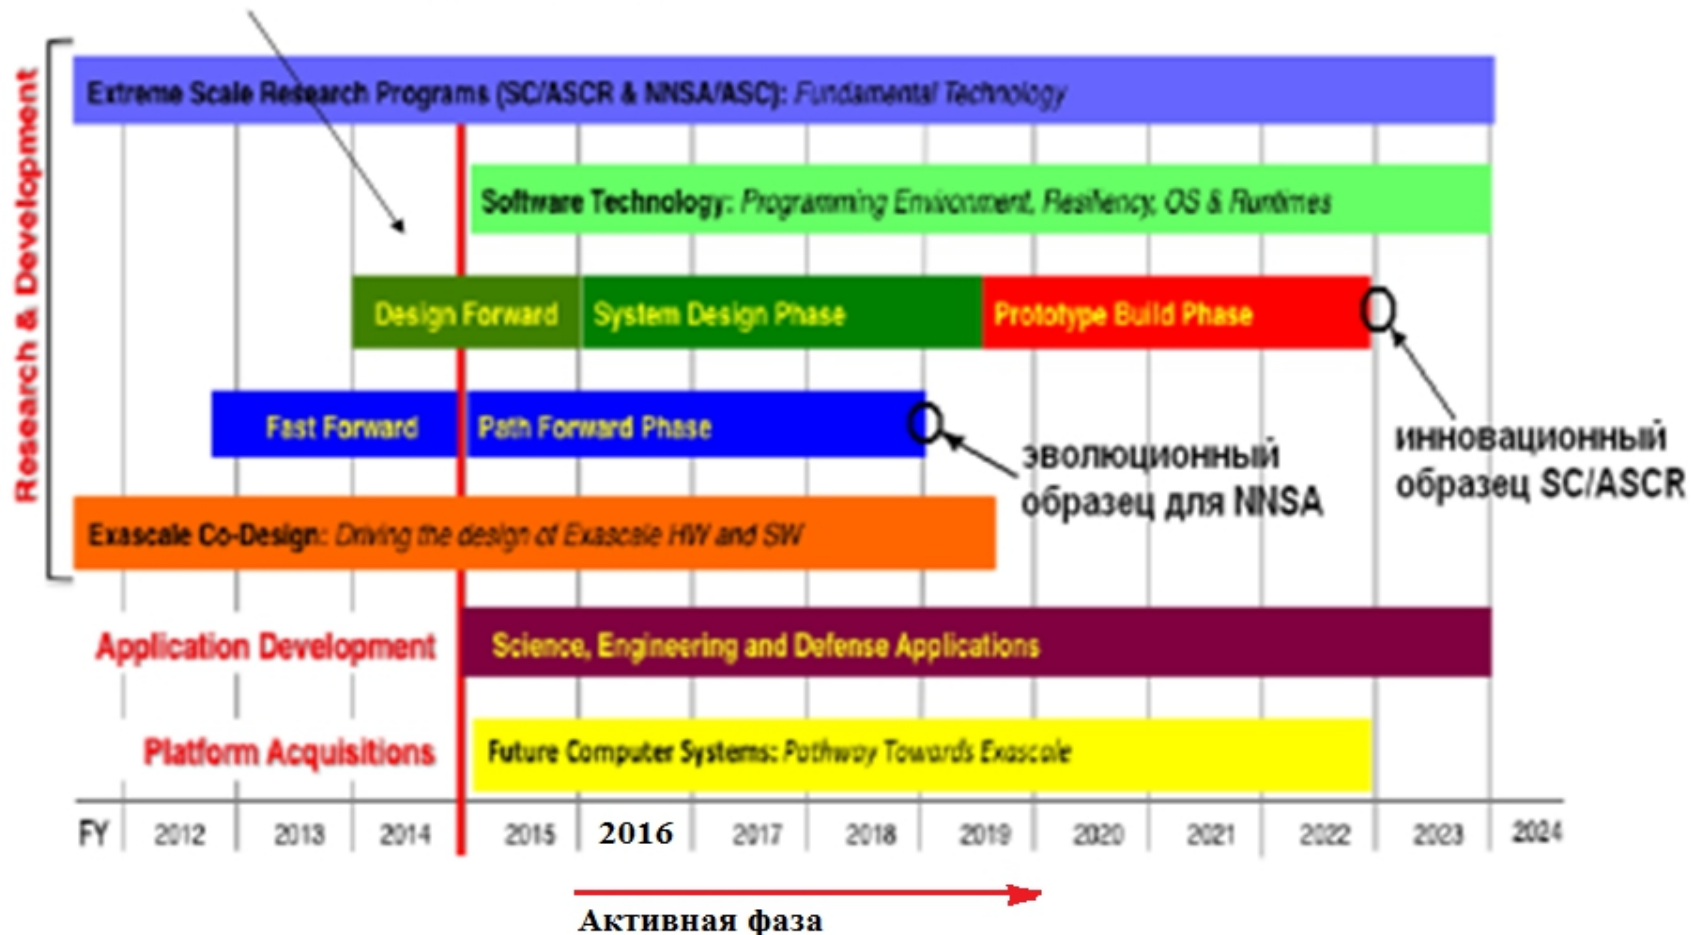 Research & Development
Extreme Scale Research Programs (SC/ASCR & NNSA/ASC): Fundamental Technology
Software Technology: Programming Environment, Resiliency, OS & Runtimes
Design Forward
System Design Phase
Prototype Build Phase
Fast Forward
Path Forward Phase
эволюционный
образец для NNSA
инновационный
образец SC/ASCR
Exascale Co-Design: Driving the design of Exascale HW and SW
Application Development
Science, Engineering and Defense Applications
Platform Acquisitions
Future Computer Systems: Pathway Towards Exascale
FY 2012 2013 2014 2015 2016 2017 2018 2019 2020 2021 2022 2023 2024
Активная фаза